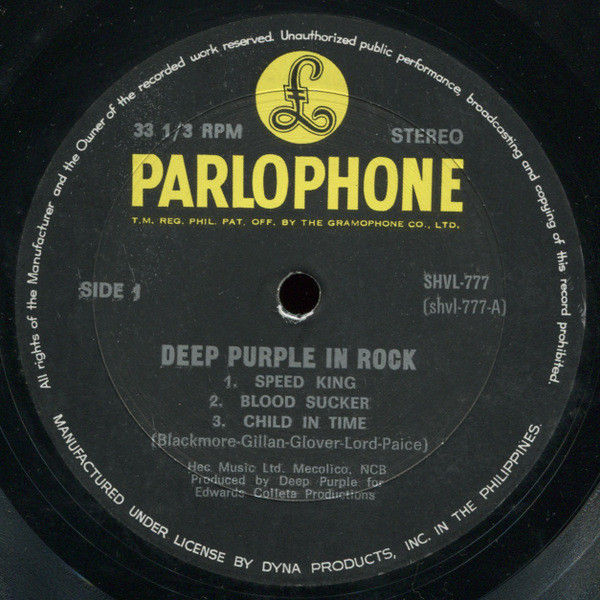 All rights of the Manufacturer and the Owner of the recorded work reserved. Unauthorized public performance, broadcasting and copying of this record prohibited.
£
33 1/3 RPM
STEREO
PARLOPHONE
T.M. REG. PHIL. PAT. OFF. BY THE GRAMOPHONE CO., LTD.
SIDE 1
SHVL-777
(shvl-777-A)
DEEP PURPLE IN ROCK
1. SPEED KING
2. BLOOD SUCKER
3. CHILD IN TIME
(Blackmore-Gillan-Glover-Lord-Paice)
Hec Music Ltd. Mecolico, NCB
Produced by Deep Purple for
Edwards Colleta Productions
MANUFACTURED UNDER LICENSE BY DYNA PRODUCTS, INC. IN THE PHILIPPINES